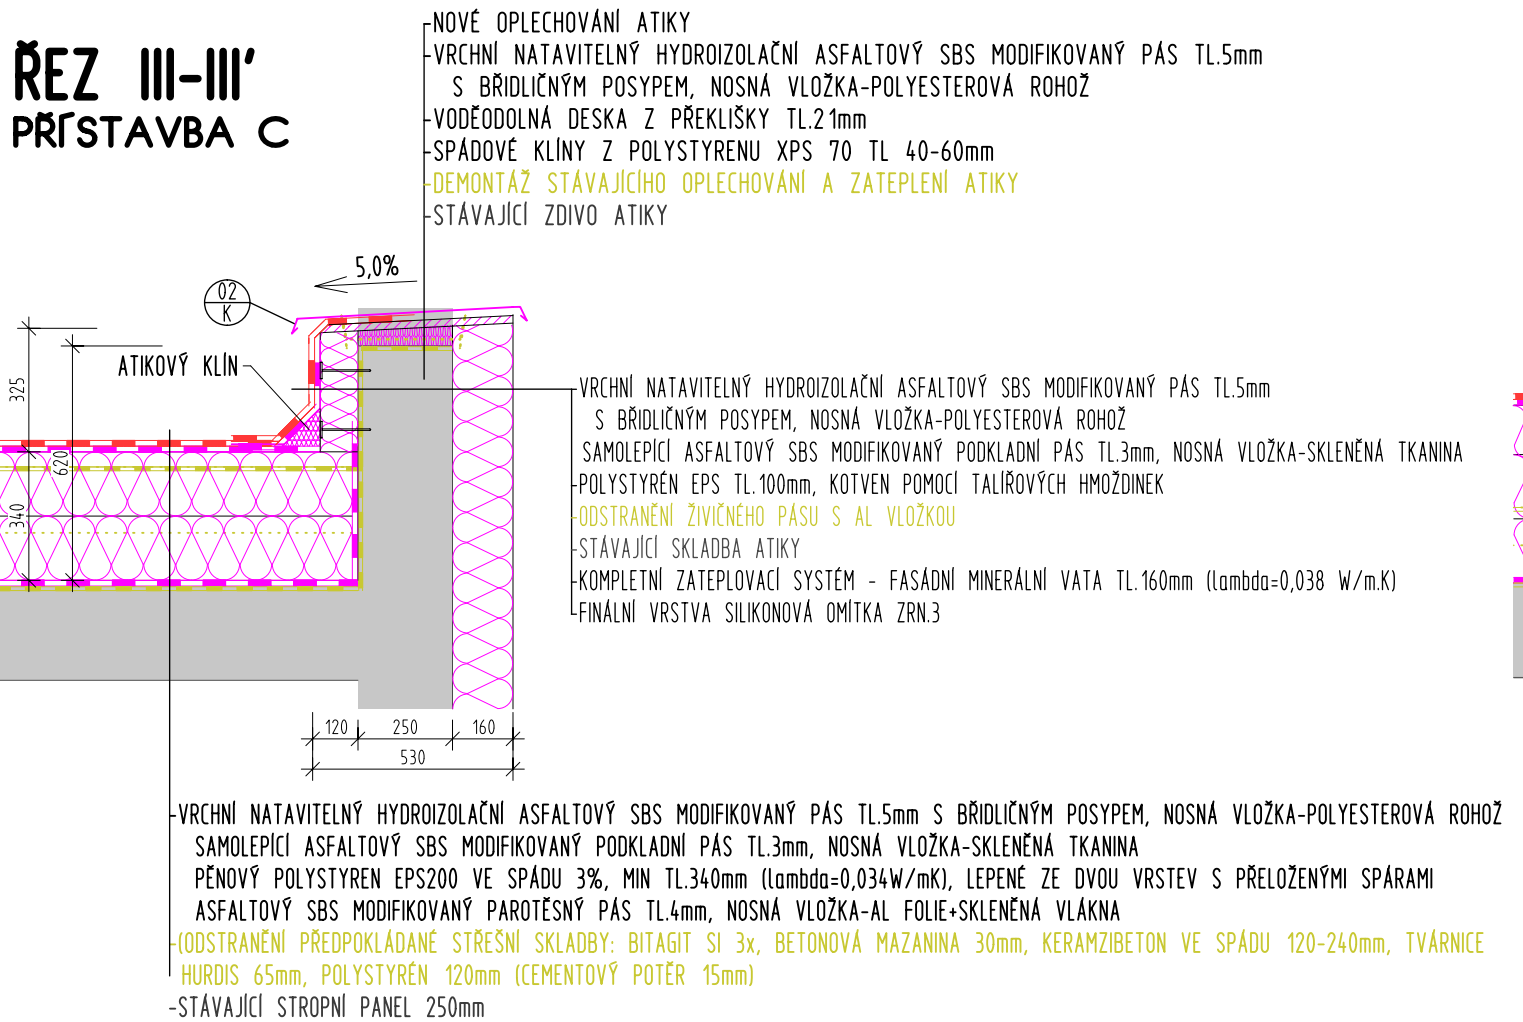 ŘEZ III-III'
PŘÍSTAVBA C
NOVÉ OPLECHOVÁNÍ ATIKY
VRCHNÍ NATAVITELNÝ HYDROIZOLAČNÍ ASFALTOVÝ SBS MODIFIKOVANÝ PÁS TL.5mm
S BŘIDLIČNÝM POSYPEM, NOSNÁ VLOŽKA-POLYESTEROVÁ ROHOŽ
VODĚODOLNÁ DESKA Z PŘEKLIŠKY TL.21mm
SPÁDOVÉ KLÍNY Z POLYSTYRENU XPS 70 TL 40-60mm
DEMONTÁŽ STÁVAJÍCÍHO OPLECHOVÁNÍ A ZATEPLENÍ ATIKY
STÁVAJÍCÍ ZDIVO ATIKY
5,0%
02
K
ATIKOVÝ KLÍN
325
620
340
VRCHNÍ NATAVITELNÝ HYDROIZOLAČNÍ ASFALTOVÝ SBS MODIFIKOVANÝ PÁS TL.5mm
S BŘIDLIČNÝM POSYPEM, NOSNÁ VLOŽKA-POLYESTEROVÁ ROHOŽ
SAMOLEPÍCÍ ASFALTOVÝ SBS MODIFIKOVANÝ PODKLADNÍ PÁS TL.3mm, NOSNÁ VLOŽKA-SKLENĚNÁ TKANINA
POLYSTYRÉN EPS TL.100mm, KOTVEN POMOCÍ TALÍŘOVÝCH HMOŽDINEK
ODSTRANĚNÍ ŽIVIČNÉHO PÁSU S AL VLOŽKOU
STÁVAJÍCÍ SKLADBA ATIKY
KOMPLETNÍ ZATEPLOVACÍ SYSTÉM - FASÁDNÍ MINERÁLNÍ VATA TL.160mm (lambda=0,038 W/m.K)
FINÁLNÍ VRSTVA SILIKONOVÁ OMÍTKA ZRN.3
120 250 160
530
VRCHNÍ NATAVITELNÝ HYDROIZOLAČNÍ ASFALTOVÝ SBS MODIFIKOVANÝ PÁS TL.5mm S BŘIDLIČNÝM POSYPEM, NOSNÁ VLOŽKA-POLYESTEROVÁ ROHOŽ
SAMOLEPÍCÍ ASFALTOVÝ SBS MODIFIKOVANÝ PODKLADNÍ PÁS TL.3mm, NOSNÁ VLOŽKA-SKLENĚNÁ TKANINA
PĚNOVÝ POLYSTYREN EPS200 VE SPÁDU 3%, MIN TL.340mm (lambda=0,034W/mK), LEPENÉ ZE DVOU VRSTEV S PŘELOŽENÝMI SPÁRAMI
ASFALTOVÝ SBS MODIFIKOVANÝ PAROTĚSNÝ PÁS TL.4mm, NOSNÁ VLOŽKA-AL FOLIE+SKLENĚNÁ VLÁKNA
(ODSTRANĚNÍ PŘEDPOKLÁDANÉ STŘEŠNÍ SKLADBY: BITAGIT SI 3x, BETONOVÁ MAZANINA 30mm, KERAMZIBETON VE SPÁDU 120-240mm, TVÁRNICE
HURDIS 65mm, POLYSTYRÉN 120mm (CEMENTOVÝ POTĚR 15mm)
-STÁVAJÍCÍ STROPNÍ PANEL 250mm